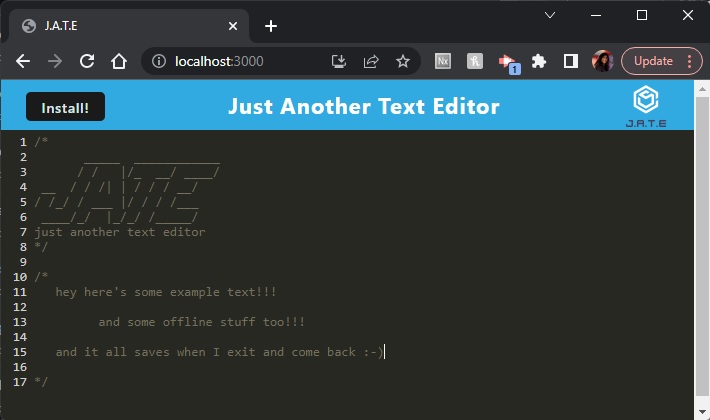 J.A.T.E
localhost:3000
Nx
1
Update
Install!
Just Another Text Editor
J.A.T.E
1 /*
2        _____  ____________
3       / /   |/_  __/ ____/
4  __  / / /| | / / / __/
5 / /_/ / ___ |/ / / /___
6  ____/_/  |_/_/ /_____/
7 just another text editor
8 */
9
10 /*
11    hey here's some example text!!!
12
13          and some offline stuff too!!!
14
15    and it all saves when I exit and come back :-)
16
17 */